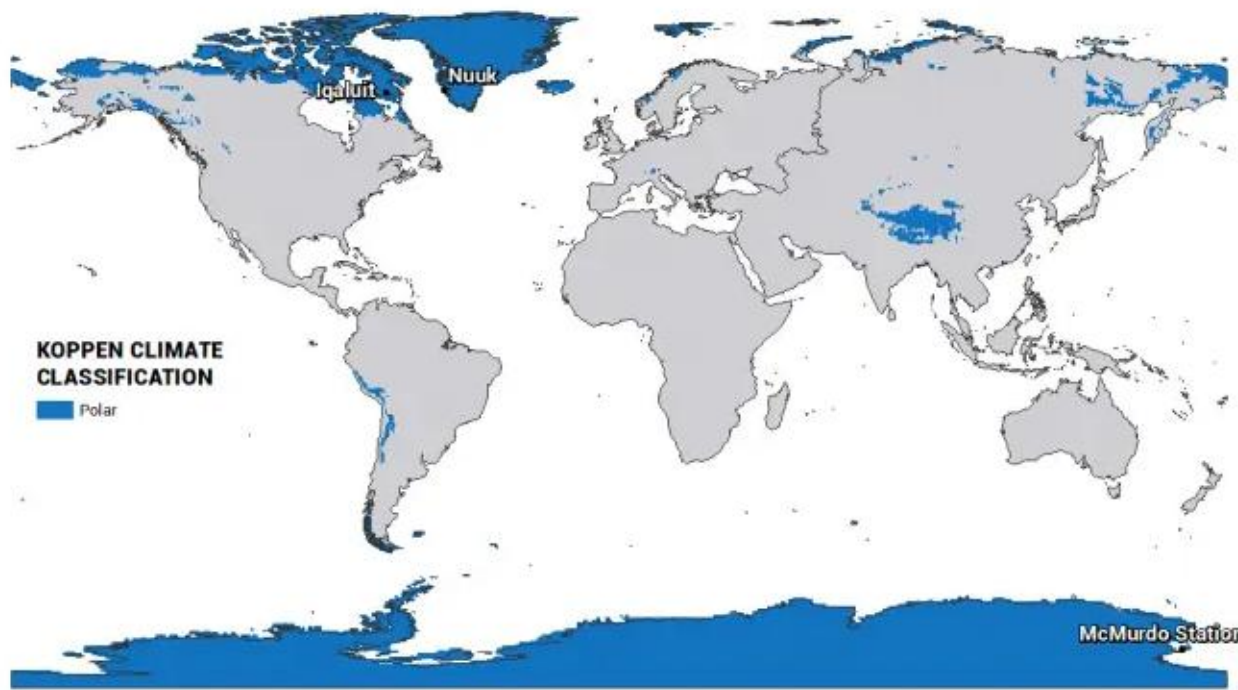 Nuuk
Iqaluit
KOPPEN CLIMATE
CLASSIFICATION
Polar
McMurdo Station